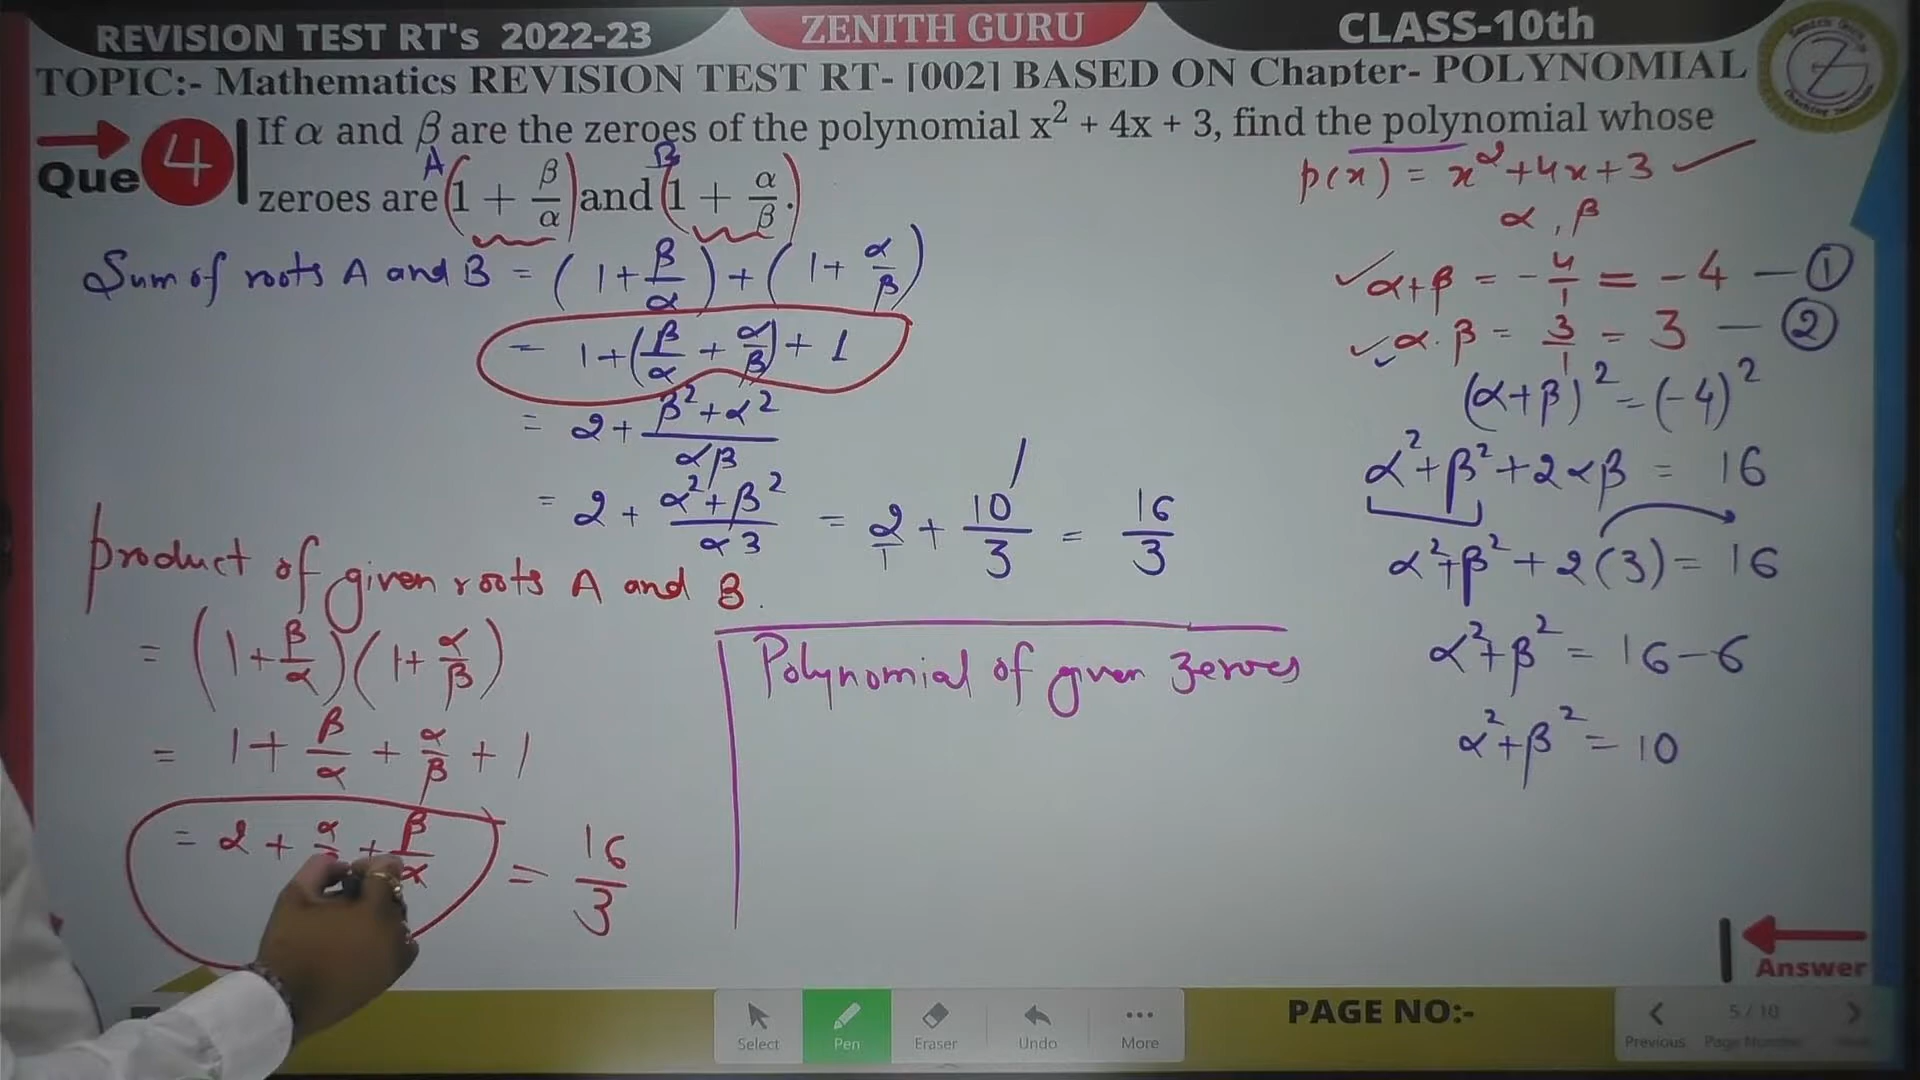 REVISION TEST RT's 2022-23
ZENITH GURU
CLASS-10th
TOPIC:- Mathematics REVISION TEST RT- [002] BASED ON Chapter- POLYNOMIAL
Que 4
If α and β are the zeroes of the polynomial x² + 4x + 3, find the polynomial whose
A B
zeroes are (1 + β/α) and (1 + α/β).
Sum of roots A and B = (1+β/α) + (1+α/β)
= 1+(β/α + α/β)+1
= 2+ (β²+α²)/αβ
= 2 + (α²+β²)/α3 = 2/1 + 10/3 = 16/3
product of given roots A and B.
= (1+β/α)(1+α/β)
= 1+ β/α + α/β + 1
= 2 + α/ + β/α = 16/3
Polynomial of given zeroes
p(x) = x²+4x+3
α, β
α+β = -4/1 = -4 — ①
α.β = 3/1 = 3 — ②
(α+β)² = (-4)²
α²+β²+2αβ = 16
α²+β²+2(3) = 16
α²+β² = 16-6
α²+β² = 10
Answer
Select
Pen
Eraser
Undo
More
PAGE NO:-
5 / 10
Previous
Page Number